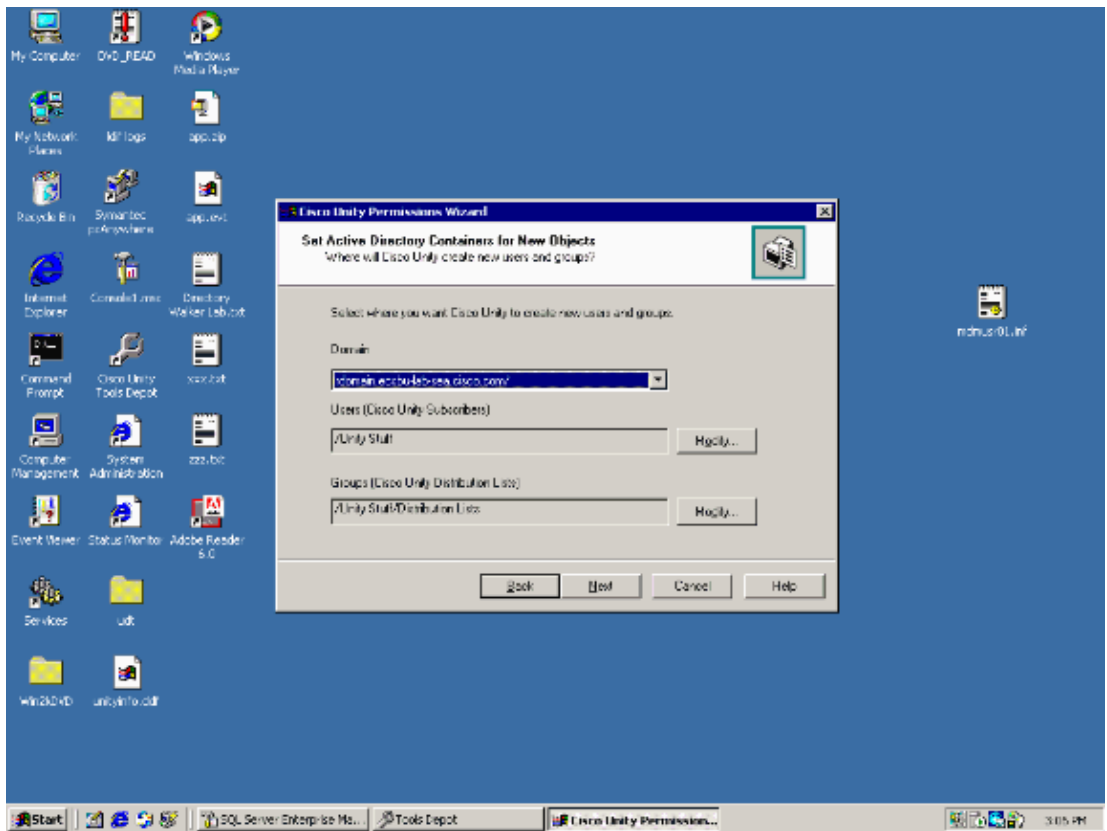 My Computer
DVD_READ
Windows
Media Player
My Network
Places
ldif logs
app.zip
Recycle Bin
Symantec
pcAnywhere
app.evt
Internet
Explorer
Console1.msc
Directory
Walker Lab.txt
Command
Prompt
Cisco Unity
Tools Depot
xxx.txt
Computer
Management
System
Administration
zzz.txt
Event Viewer
Status Monitor
Adobe Reader
6.0
Services
udt
Win2kDVD
mdmusr01.inf
Cisco Unity Permissions Wizard
Set Active Directory Containers for New Objects
Where will Cisco Unity create new users and groups?
Select where you want Cisco Unity to create new users and groups.
Domain
Users (Cisco Unity Subscribers)
/Unity Stuff
Modify...
Groups (Cisco Unity Distribution Lists)
/Unity Stuff/Distribution Lists
Modify...
Back
Next
Cancel
Help
Start
SQL Server Enterprise Ma...
Tools Depot
Cisco Unity Permission...
3:05 PM